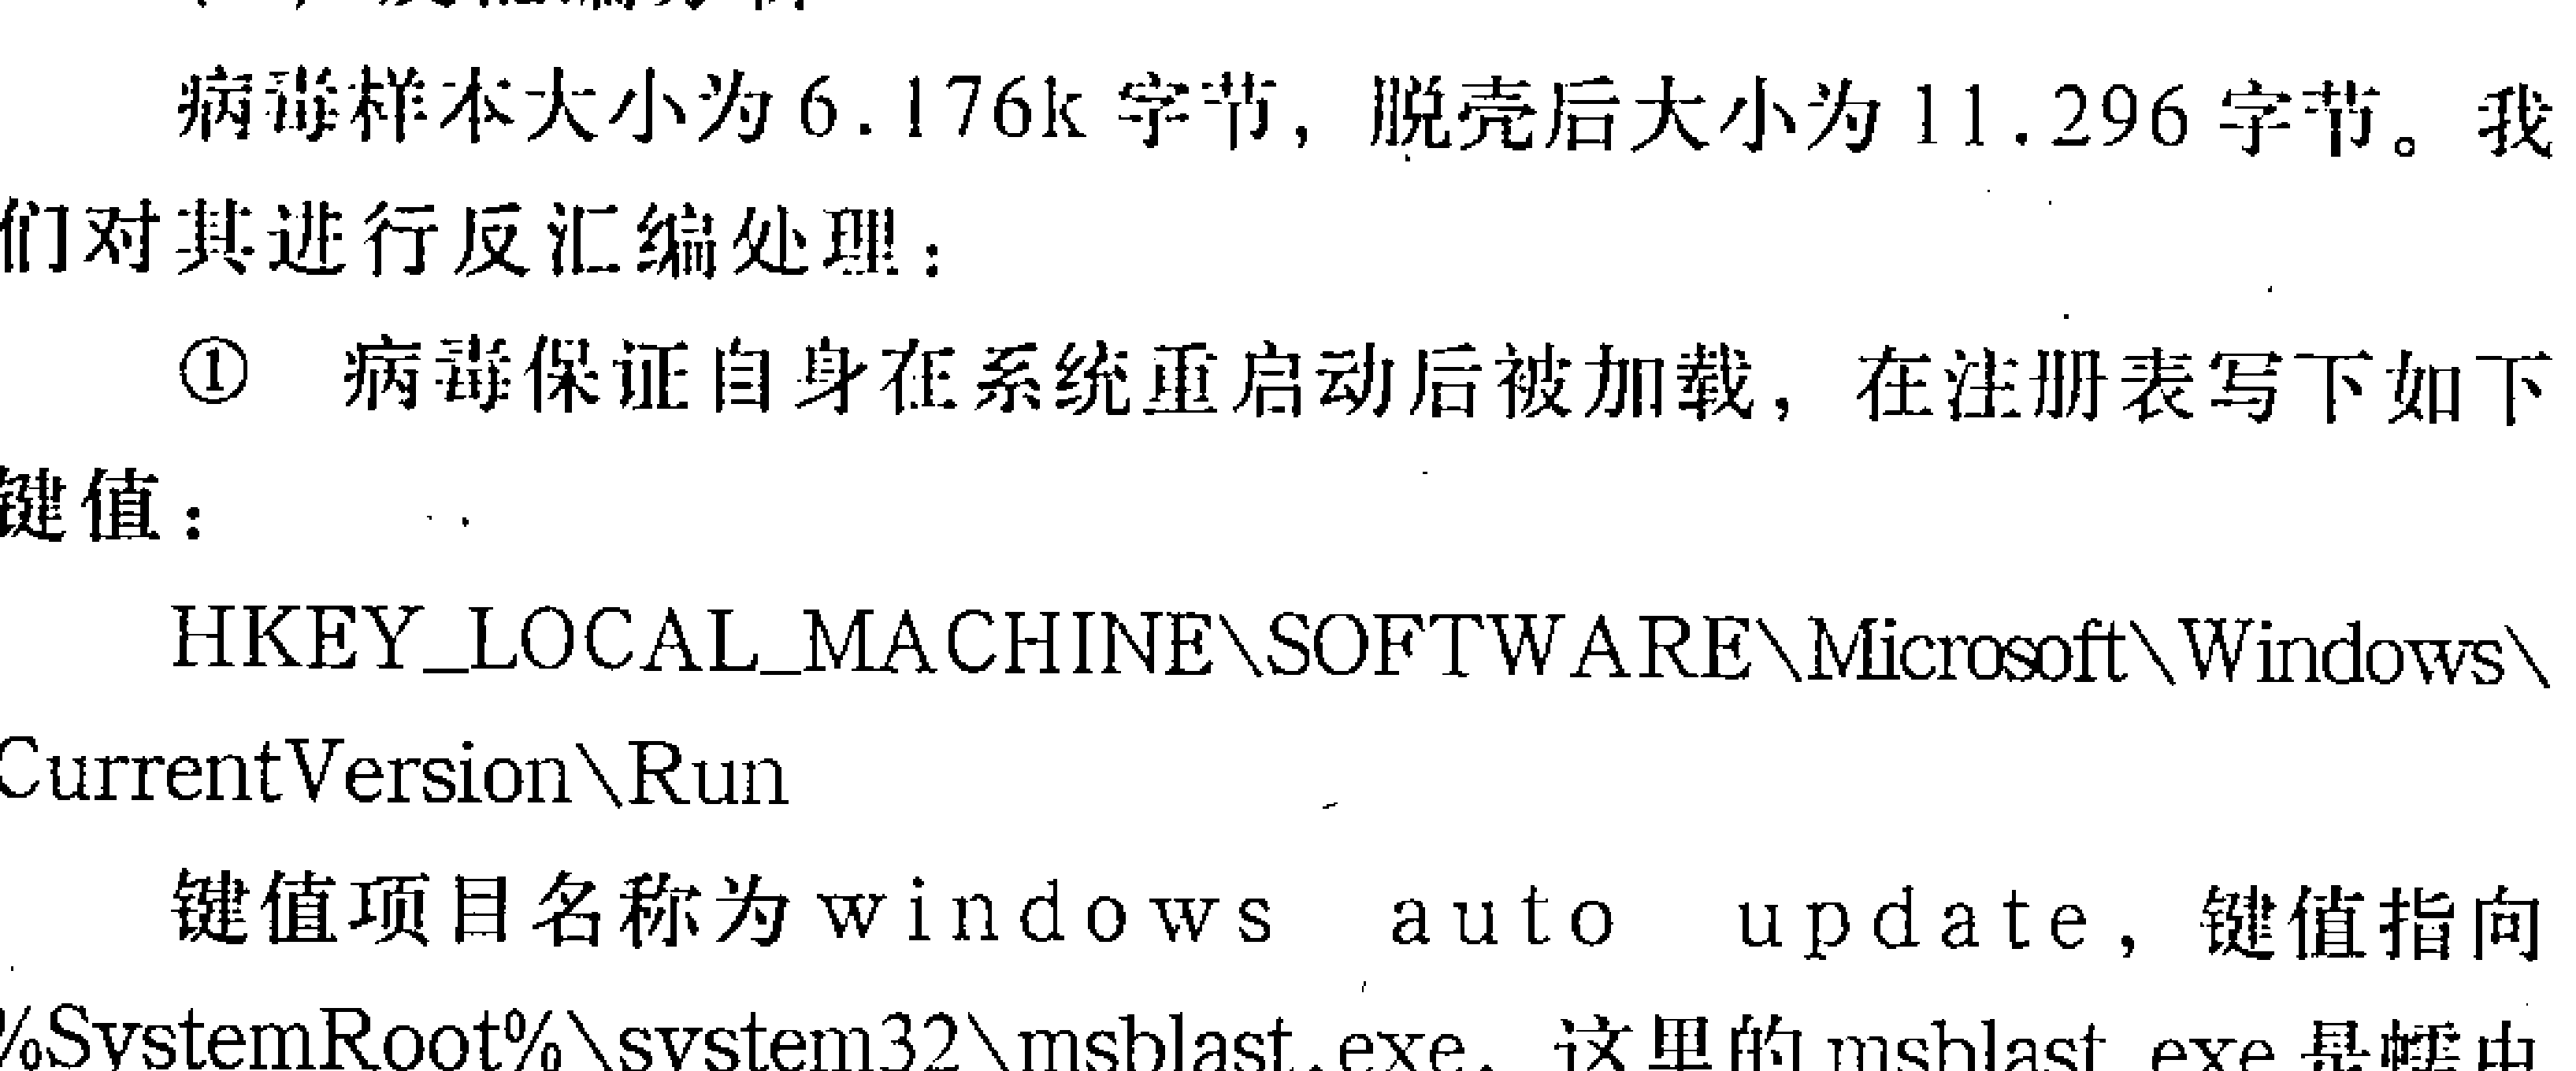 病毒样本大小为6.176k字节，脱壳后大小为11.296字节。我
们对其进行反汇编处理：
① 病毒保证自身在系统重启动后被加载，在注册表写下如下
键值：
HKEY_LOCAL_MACHINE\SOFTWARE\Microsoft\Windows\
CurrentVersion\Run
键值项目名称为windows auto update，键值指向
%SystemRoot%\system32\msblast.exe，这里的msblast.exe是蠕虫